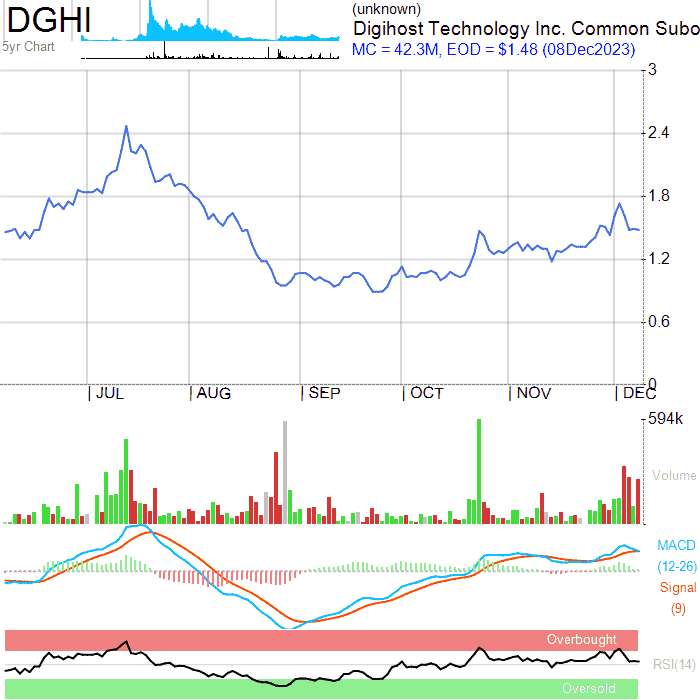 DGHI
5yr Chart
(unknown)
Digihost Technology Inc. Common Subo
MC = 42.3M, EOD = $1.48 (08Dec2023)
3
2.4
1.8
1.2
0.6
0
JUL AUG SEP OCT NOV DEC
594k
Volume
MACD
(12-26)
Signal
(9)
Overbought
RSI(14)
Oversold